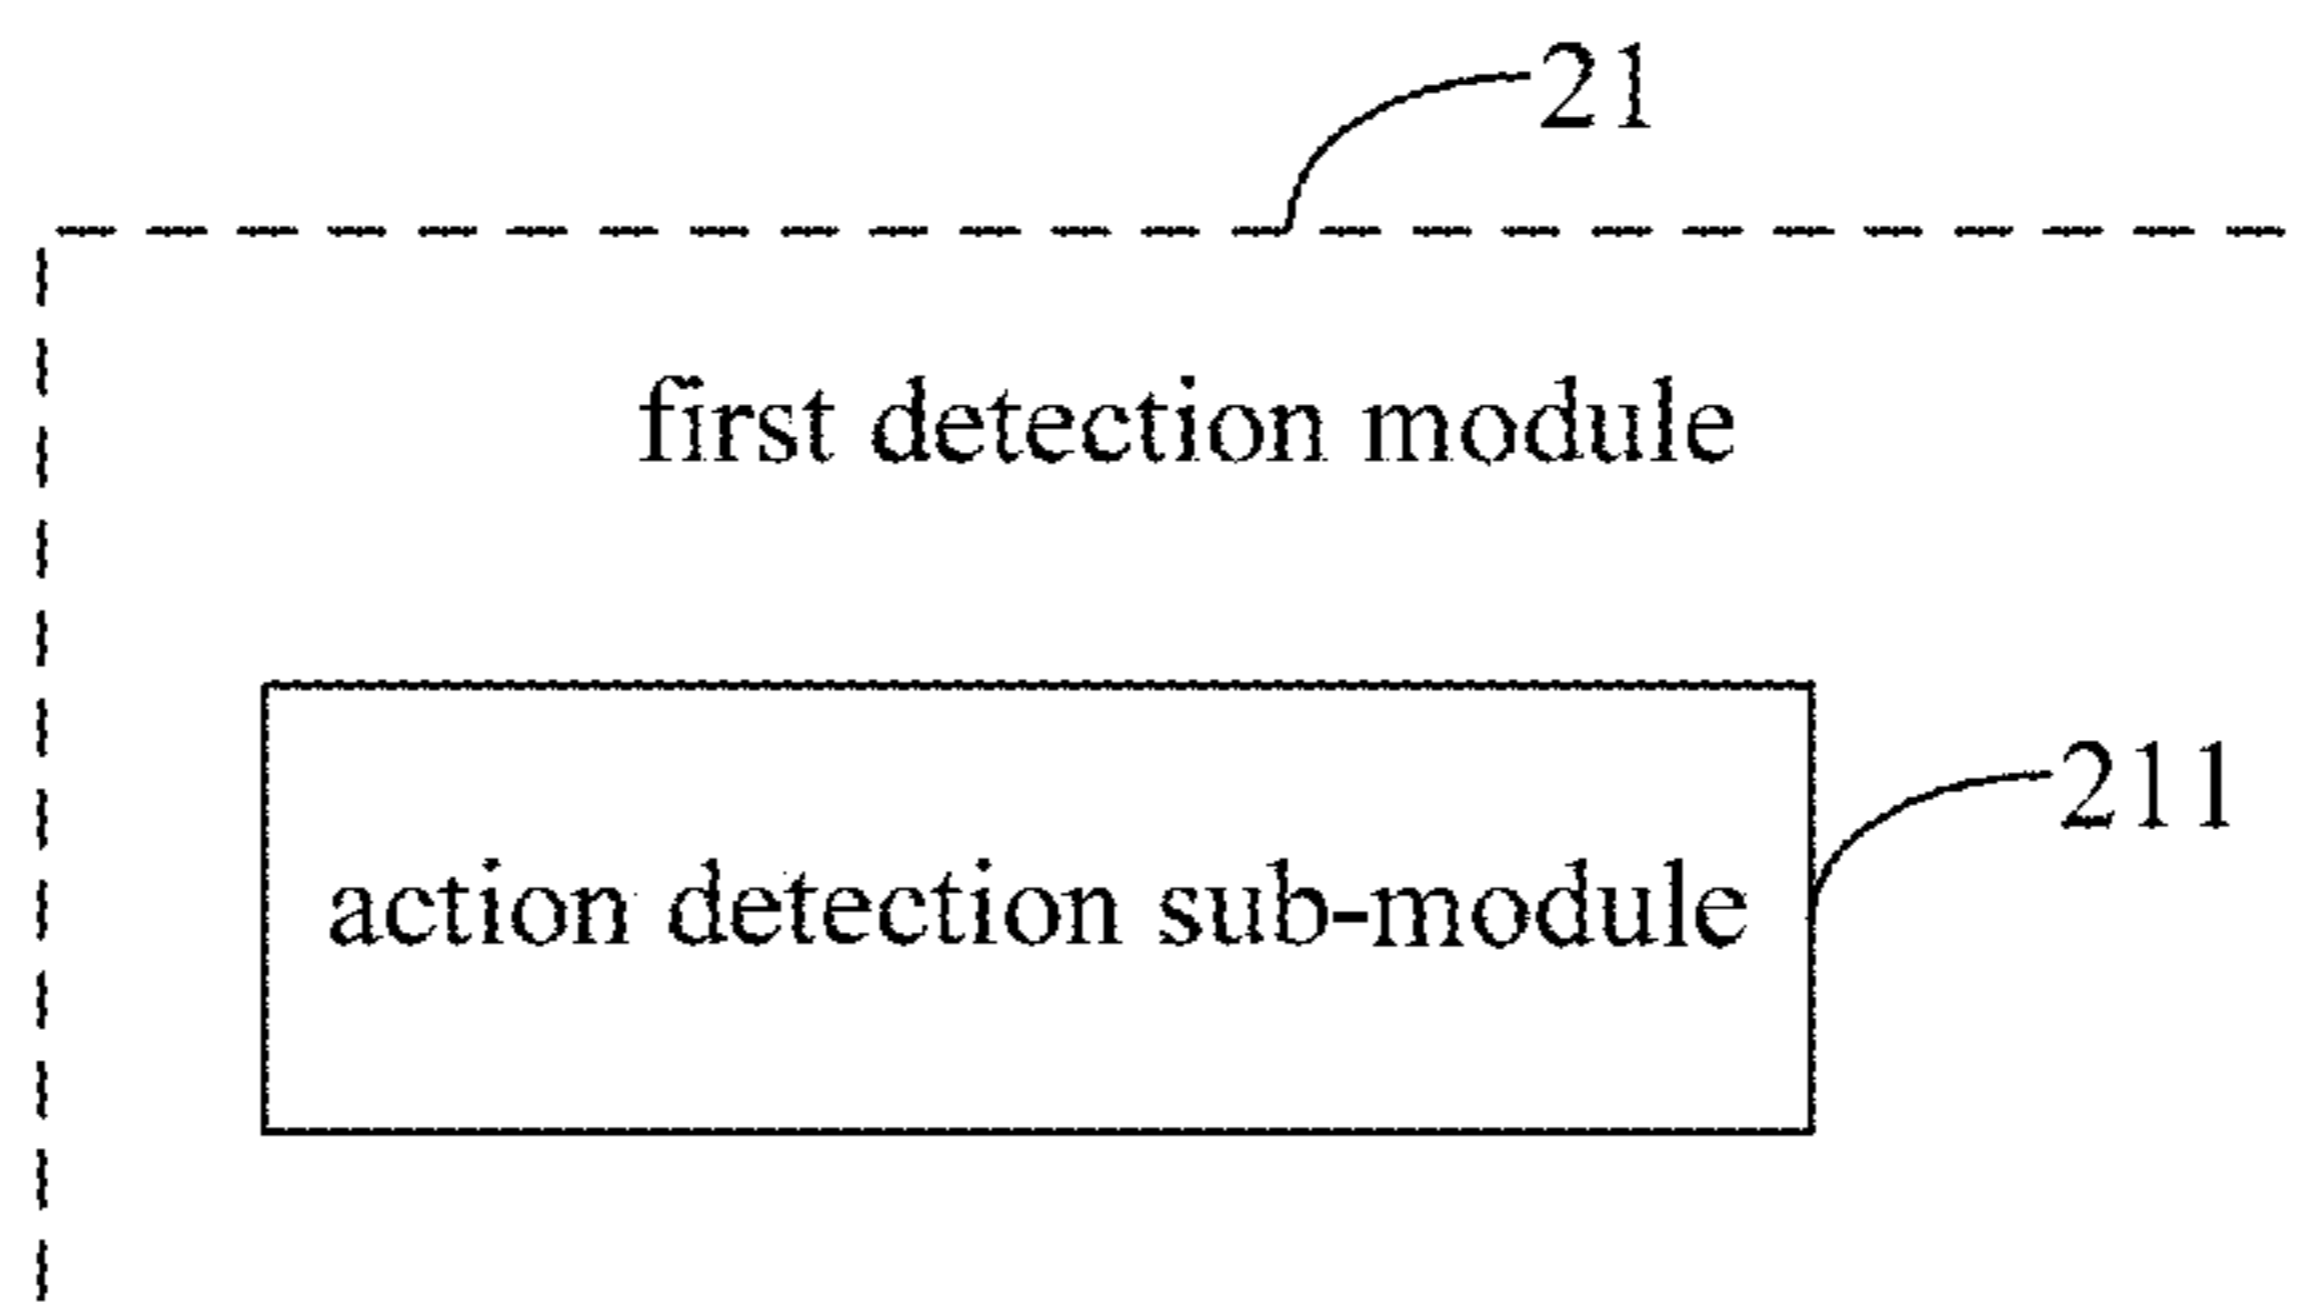 21
first detection module
211
action detection sub-module